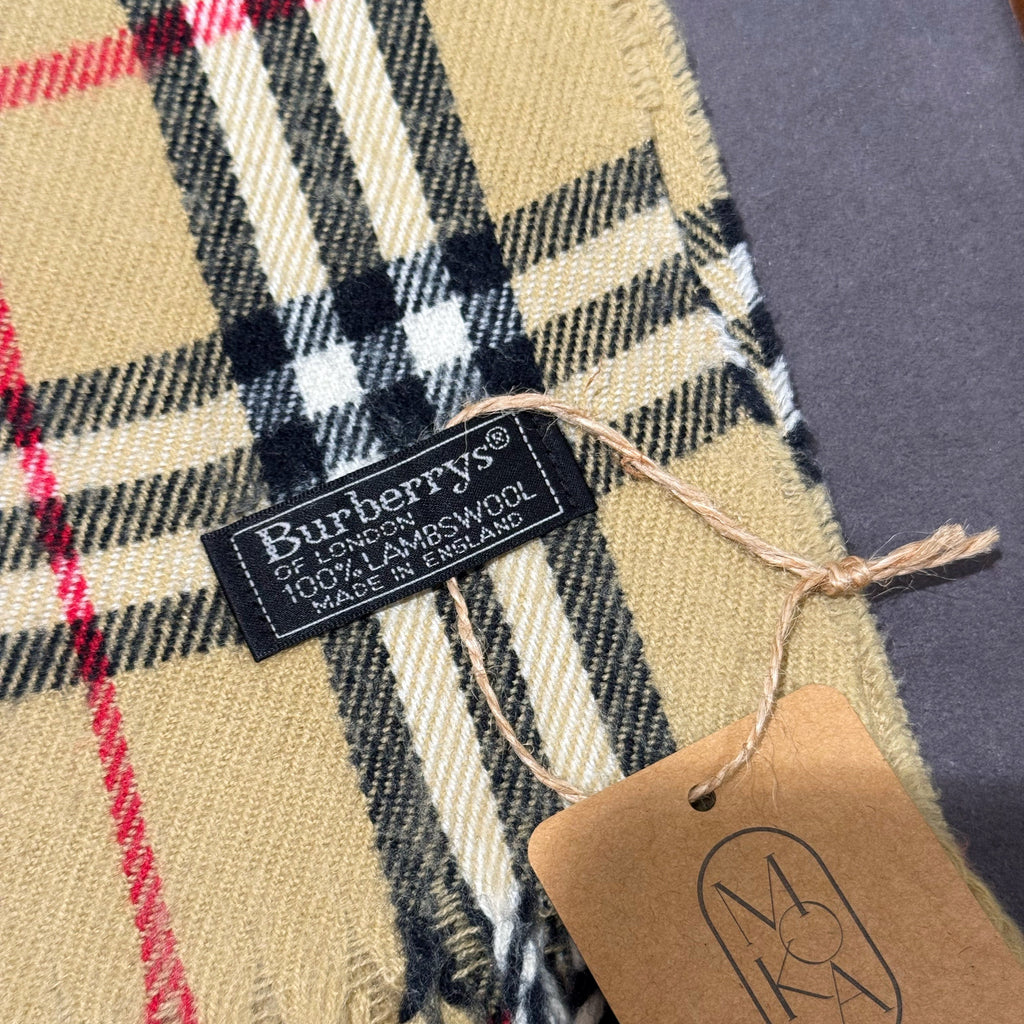 Burberrys®
OF LONDON
100% LAMBSWOOL
MADE IN ENGLAND
MOKA